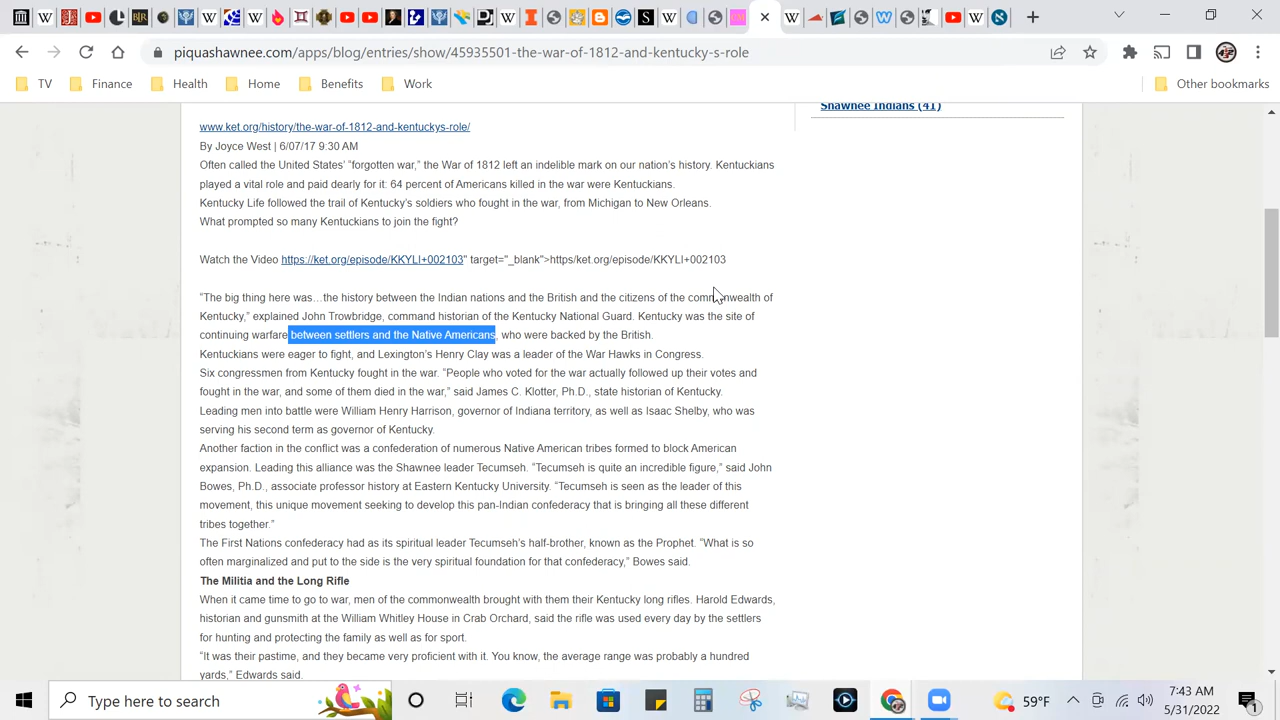 piquashawnee.com/apps/blog/entries/show/45935501-the-war-of-1812-and-kentucky-s-role
TV Finance Health Home Benefits Work Other bookmarks
Shawnee Indians (41)
www.ket.org/history/the-war-of-1812-and-kentuckys-role/
By Joyce West | 6/07/17 9:30 AM
Often called the United States' “forgotten war,” the War of 1812 left an indelible mark on our nation's history. Kentuckians
played a vital role and paid dearly for it: 64 percent of Americans killed in the war were Kentuckians.
Kentucky Life followed the trail of Kentucky's soldiers who fought in the war, from Michigan to New Orleans.
What prompted so many Kentuckians to join the fight?
Watch the Video https://ket.org/episode/KKYLI+002103" target="_blank">https/ket.org/episode/KKYLI+002103
“The big thing here was…the history between the Indian nations and the British and the citizens of the commonwealth of
Kentucky,” explained John Trowbridge, command historian of the Kentucky National Guard. Kentucky was the site of
continuing warfare between settlers and the Native Americans, who were backed by the British.
Kentuckians were eager to fight, and Lexington's Henry Clay was a leader of the War Hawks in Congress.
Six congressmen from Kentucky fought in the war. “People who voted for the war actually followed up their votes and
fought in the war, and some of them died in the war,” said James C. Klotter, Ph.D., state historian of Kentucky.
Leading men into battle were William Henry Harrison, governor of Indiana territory, as well as Isaac Shelby, who was
serving his second term as governor of Kentucky.
Another faction in the conflict was a confederation of numerous Native American tribes formed to block American
expansion. Leading this alliance was the Shawnee leader Tecumseh. “Tecumseh is quite an incredible figure,” said John
Bowes, Ph.D., associate professor history at Eastern Kentucky University. “Tecumseh is seen as the leader of this
movement, this unique movement seeking to develop this pan-Indian confederacy that is bringing all these different
tribes together.”
The First Nations confederacy had as its spiritual leader Tecumseh's half-brother, known as the Prophet. “What is so
often marginalized and put to the side is the very spiritual foundation for that confederacy,” Bowes said.
The Militia and the Long Rifle
When it came time to go to war, men of the commonwealth brought with them their Kentucky long rifles. Harold Edwards,
historian and gunsmith at the William Whitley House in Crab Orchard, said the rifle was used every day by the settlers
for hunting and protecting the family as well as for sport.
“It was their pastime, and they became very proficient with it. You know, the average range was probably a hundred
yards,” Edwards said.
Type here to search
59°F
7:43 AM
5/31/2022
1